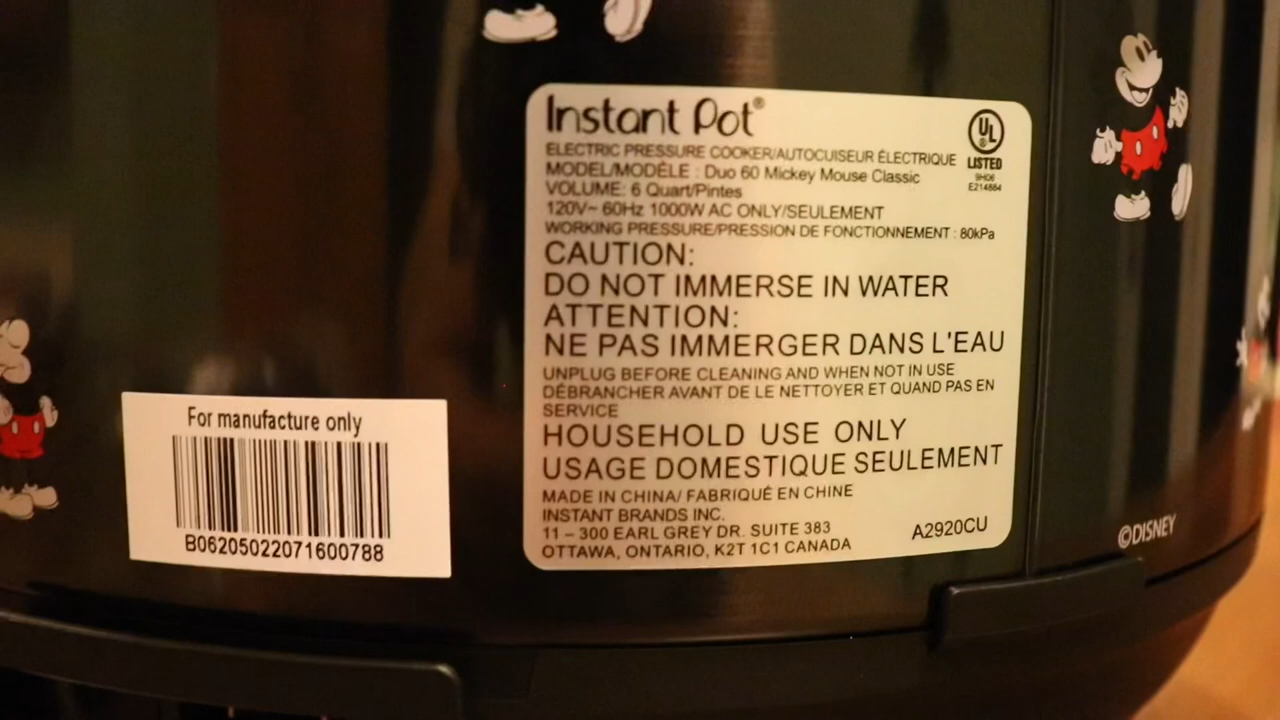 Instant Pot®
UL
LISTED
9H06
E214884
ELECTRIC PRESSURE COOKER/AUTOCUISEUR ÉLECTRIQUE
MODEL/MODÈLE : Duo 60 Mickey Mouse Classic
VOLUME: 6 Quart/Pintes
120V~ 60Hz 1000W AC ONLY/SEULEMENT
WORKING PRESSURE/PRESSION DE FONCTIONNEMENT : 80kPa
CAUTION:
DO NOT IMMERSE IN WATER
ATTENTION:
NE PAS IMMERGER DANS L'EAU
UNPLUG BEFORE CLEANING AND WHEN NOT IN USE
DÉBRANCHER AVANT DE LE NETTOYER ET QUAND PAS EN
SERVICE
HOUSEHOLD USE ONLY
USAGE DOMESTIQUE SEULEMENT
MADE IN CHINA/ FABRIQUÉ EN CHINE
INSTANT BRANDS INC.
11 – 300 EARL GREY DR. SUITE 383
OTTAWA, ONTARIO, K2T 1C1 CANADA
A2920CU
For manufacture only
B06205022071600788
©DISNEY